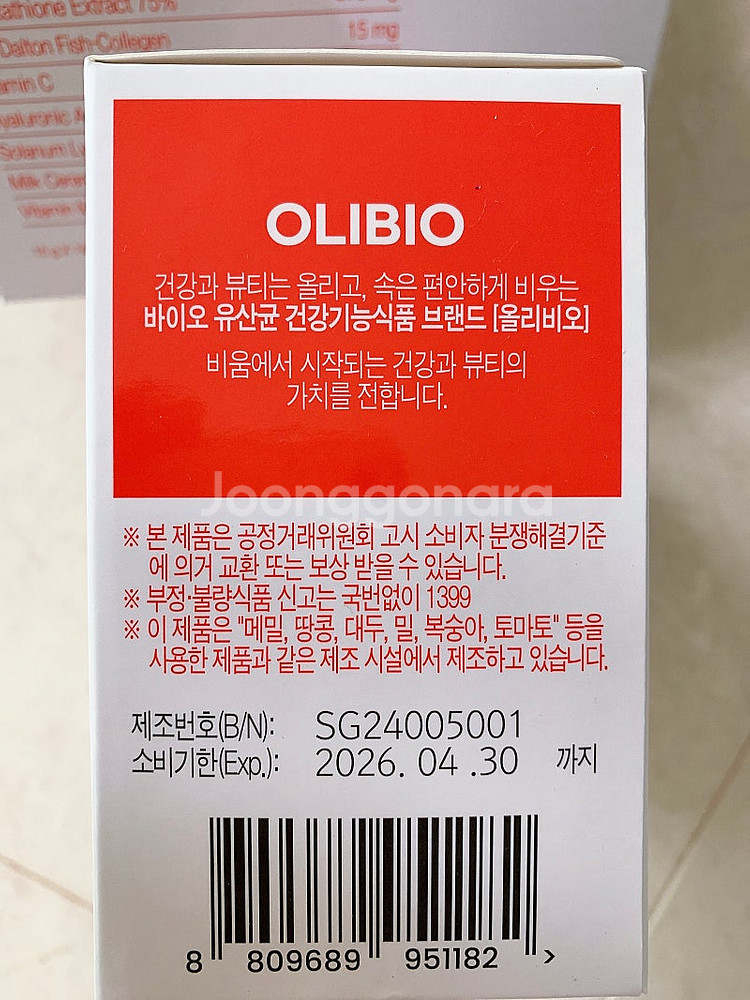 athione Extract 75%
Dalton Fish-Collagen
15 mg
amin C
OLIBIO
건강과 뷰티는 올리고, 속은 편안하게 비우는
바이오 유산균 건강기능식품 브랜드 [올리비오]
비움에서 시작되는 건강과 뷰티의
가치를 전합니다.
Joonggonara
※ 본 제품은 공정거래위원회 고시 소비자 분쟁해결기준
에 의거 교환 또는 보상 받을 수 있습니다.
※ 부정·불량식품 신고는 국번없이 1399
※ 이 제품은 "메밀, 땅콩, 대두, 밀, 복숭아, 토마토" 등을
사용한 제품과 같은 제조 시설에서 제조하고 있습니다.
제조번호(B/N): SG24005001
소비기한(Exp.): 2026. 04 .30 까지
8 809689 951182 >